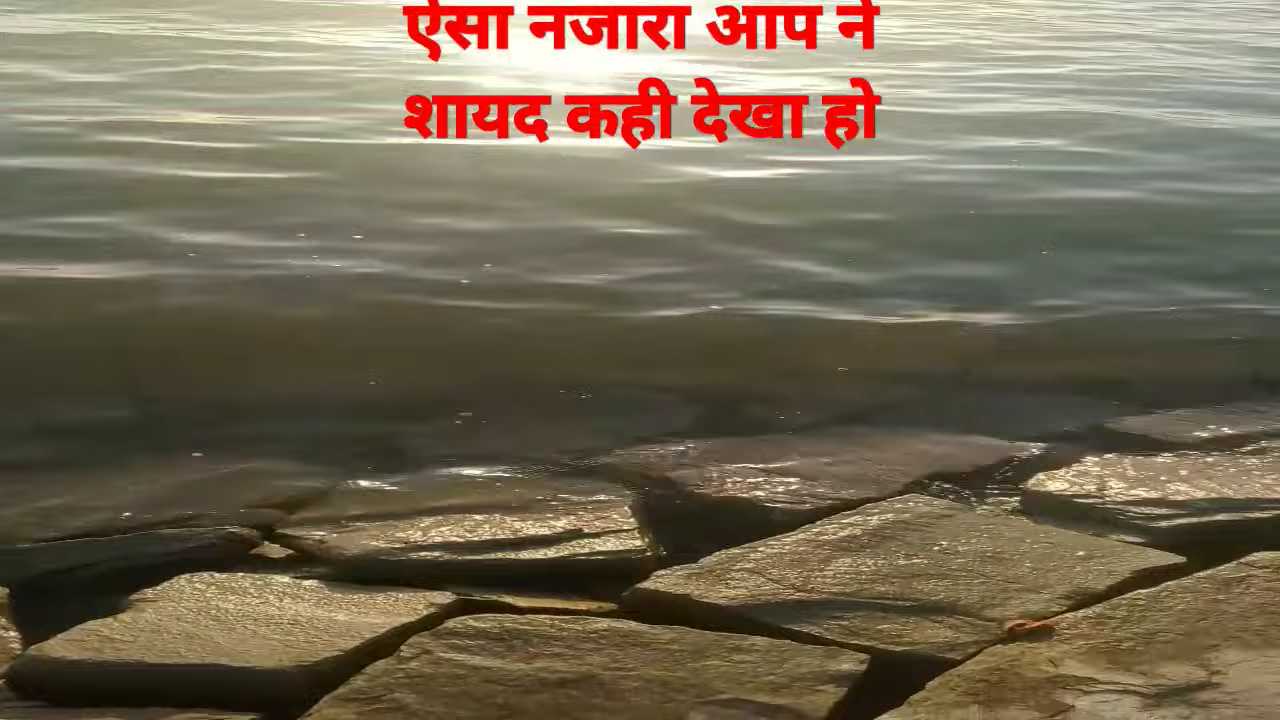 ऐसा नजारा आप ने
शायद कही देखा हो